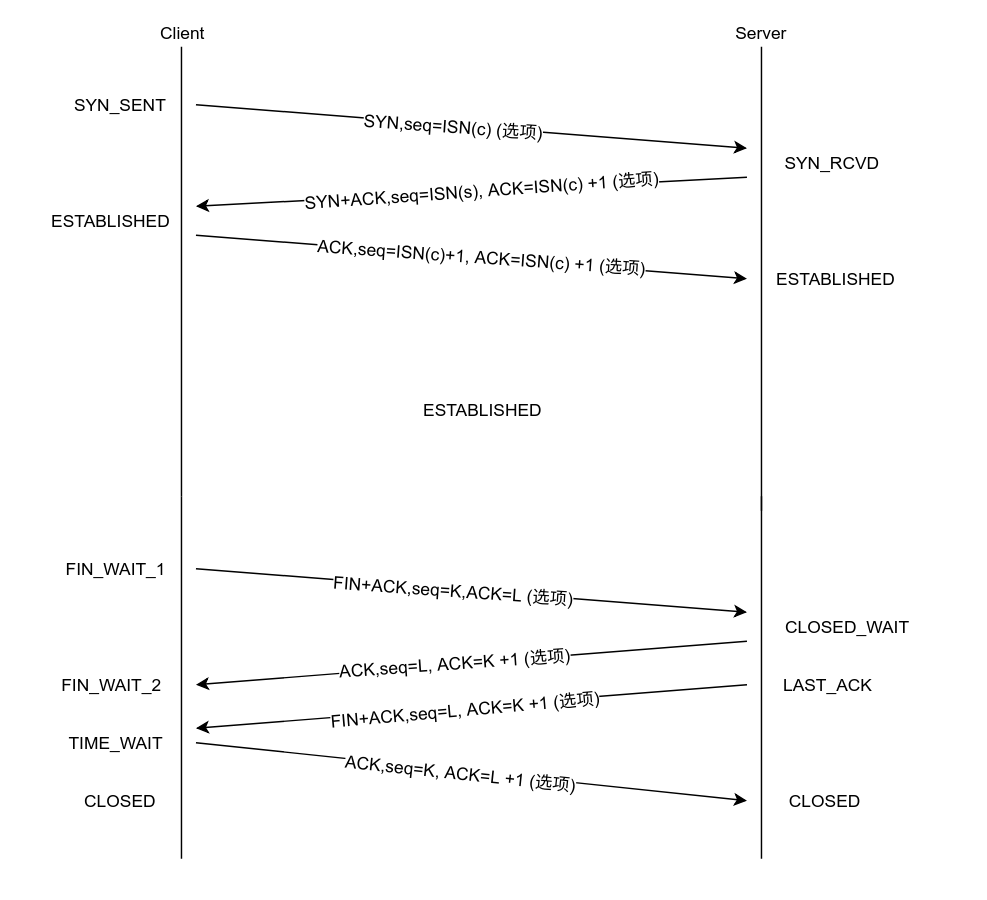 Client
Server
SYN_SENT
SYN,seq=ISN(c) (选项)
SYN_RCVD
SYN+ACK,seq=ISN(s), ACK=ISN(c) +1 (选项)
ESTABLISHED
ACK,seq=ISN(c)+1, ACK=ISN(c) +1 (选项)
ESTABLISHED
ESTABLISHED
FIN_WAIT_1
FIN+ACK,seq=K,ACK=L (选项)
CLOSED_WAIT
ACK,seq=L, ACK=K +1 (选项)
FIN_WAIT_2
LAST_ACK
FIN+ACK,seq=L, ACK=K +1 (选项)
TIME_WAIT
ACK,seq=K, ACK=L +1 (选项)
CLOSED
CLOSED